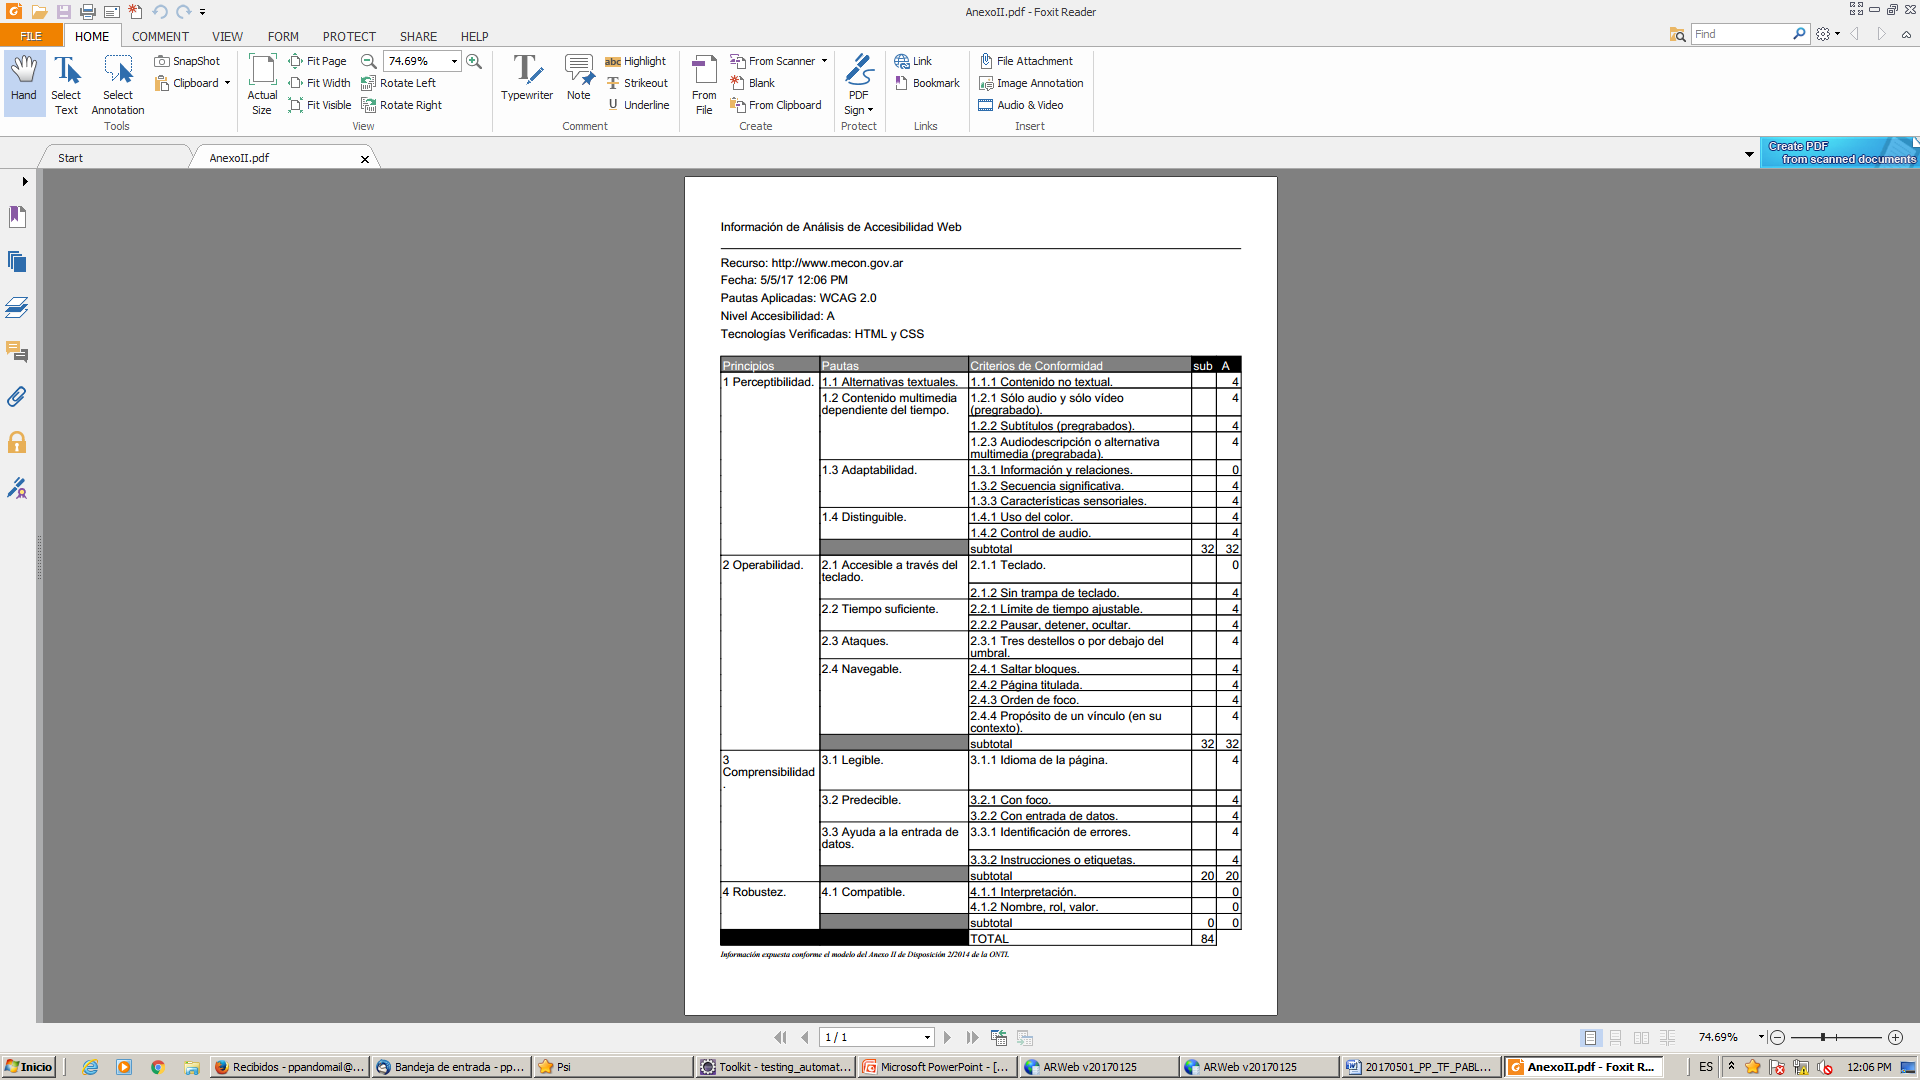 AnexoII.pdf - Foxit Reader
FILE HOME COMMENT VIEW FORM PROTECT SHARE HELP
Find
Hand
Select Text
Select Annotation
SnapShot
Clipboard
Tools
Actual Size
Fit Page
Fit Width
Fit Visible
74.69%
Rotate Left
Rotate Right
View
Typewriter
Note
abc Highlight
T Strikeout
U Underline
Comment
From File
From Scanner
Blank
From Clipboard
Create
PDF Sign
Protect
Link
Bookmark
Links
File Attachment
Image Annotation
Audio & Video
Insert
Start
AnexoII.pdf
Create PDF
from scanned documents
Información de Análisis de Accesibilidad Web
Recurso: http://www.mecon.gov.ar
Fecha: 5/5/17 12:06 PM
Pautas Aplicadas: WCAG 2.0
Nivel Accesibilidad: A
Tecnologías Verificadas: HTML y CSS
Principios Pautas Criterios de Conformidad sub A
1 Perceptibilidad. 1.1 Alternativas textuales. 1.1.1 Contenido no textual. 4
1.2 Contenido multimedia 1.2.1 Sólo audio y sólo vídeo 4
dependiente del tiempo. (pregrabado).
1.2.2 Subtítulos (pregrabados). 4
1.2.3 Audiodescripción o alternativa 4
multimedia (pregrabada).
1.3 Adaptabilidad. 1.3.1 Información y relaciones. 0
1.3.2 Secuencia significativa. 4
1.3.3 Características sensoriales. 4
1.4 Distinguible. 1.4.1 Uso del color. 4
1.4.2 Control de audio. 4
subtotal 32 32
2 Operabilidad. 2.1 Accesible a través del 2.1.1 Teclado. 0
teclado.
2.1.2 Sin trampa de teclado. 4
2.2 Tiempo suficiente. 2.2.1 Límite de tiempo ajustable. 4
2.2.2 Pausar, detener, ocultar. 4
2.3 Ataques. 2.3.1 Tres destellos o por debajo del 4
umbral.
2.4 Navegable. 2.4.1 Saltar bloques. 4
2.4.2 Página titulada. 4
2.4.3 Orden de foco. 4
2.4.4 Propósito de un vínculo (en su 4
contexto).
subtotal 32 32
3 3.1 Legible. 3.1.1 Idioma de la página. 4
Comprensibilidad
.
3.2 Predecible. 3.2.1 Con foco. 4
3.2.2 Con entrada de datos. 4
3.3 Ayuda a la entrada de 3.3.1 Identificación de errores. 4
datos.
3.3.2 Instrucciones o etiquetas. 4
subtotal 20 20
4 Robustez. 4.1 Compatible. 4.1.1 Interpretación. 0
4.1.2 Nombre, rol, valor. 0
subtotal 0 0
TOTAL 84
Información expuesta conforme el modelo del Anexo II de Disposición 2/2014 de la ONTI.
1 / 1
74.69%
Inicio
Recibidos - ppandomail@...
Bandeja de entrada - pp...
Psi
Toolkit - testing_automat...
Microsoft PowerPoint - [...
ARWeb v20170125
ARWeb v20170125
20170501_PP_TF_PABL...
AnexoII.pdf - Foxit R...
ES
12:06 PM